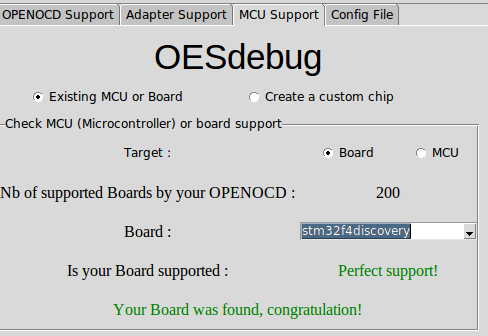 OPENOCD Support Adapter Support MCU Support Config File
OESdebug
Existing MCU or Board Create a custom chip
Check MCU (Microcontroller) or board support
Target : Board MCU
Nb of supported Boards by your OPENOCD : 200
Board : stm32f4discovery
Is your Board supported : Perfect support!
Your Board was found, congratulation!